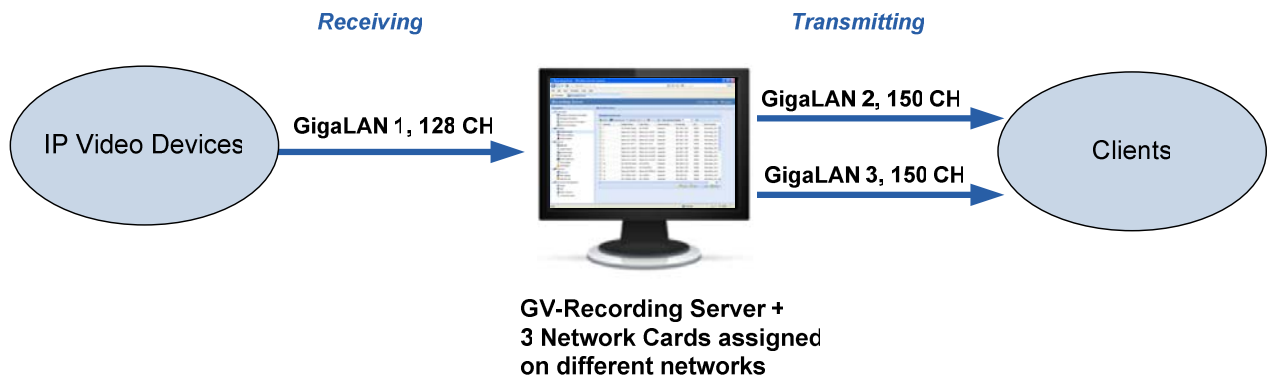 Receiving
Transmitting
IP Video Devices
GigaLAN 1, 128 CH
GigaLAN 2, 150 CH
GigaLAN 3, 150 CH
Clients
GV-Recording Server +
3 Network Cards assigned
on different networks